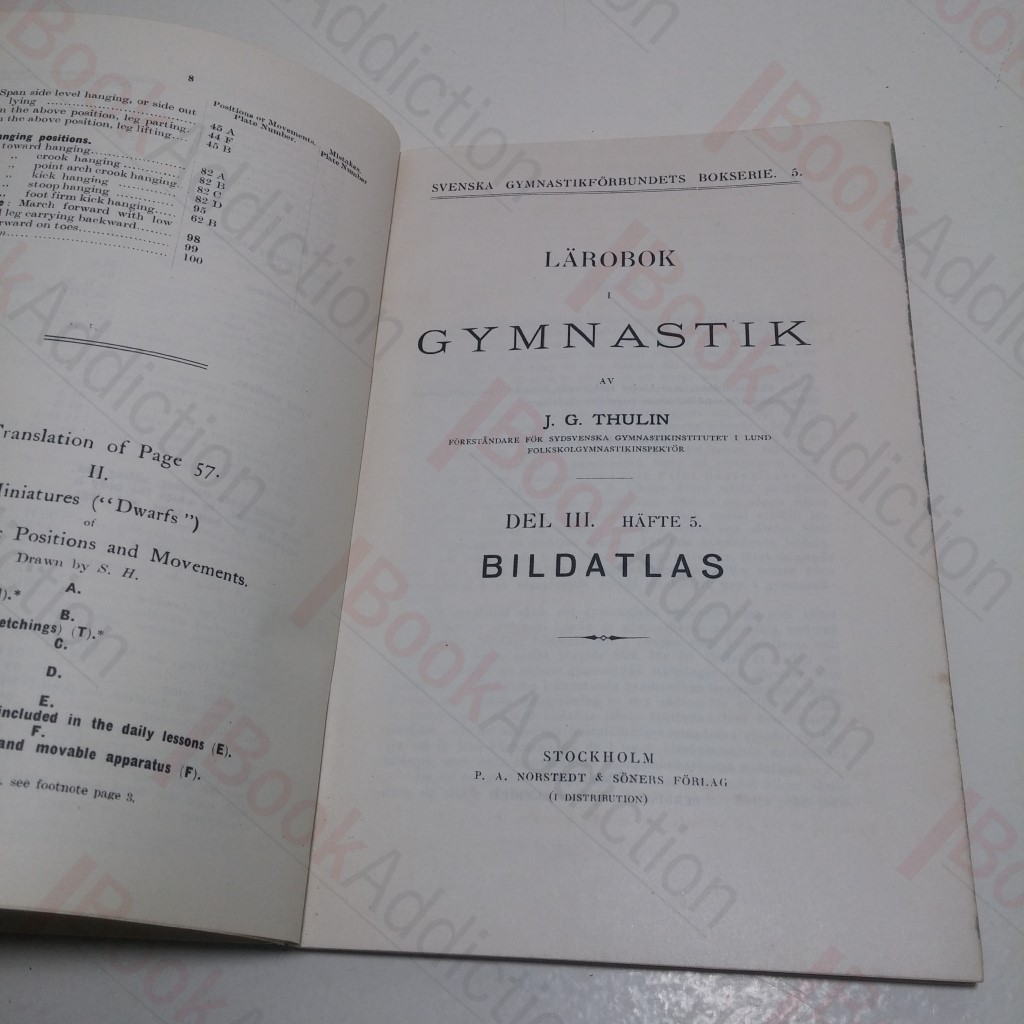 8
Positions or Movements.
Plate Number.
Mistakes.
Plate Number
Span side level hanging, or side out
lying
45 A
the above position, leg parting.
44 F
the above position, leg lifting
45 B
positions.
toward hanging
82 A
„ crook hanging
82 B
„ point arch crook hanging.
82 C
„ kick hanging
82 D
„ stoop hanging
95
„ foot firm kick hanging
62 B
: March forward with low
leg carrying backward
98
on toes
99
100
Translation of Page 57.
II.
Miniatures ("Dwarfs")
of
Positions and Movements.
Drawn by S. H.
A.
).*
B.
(T).*
C.
D.
E.
included in the daily lessons (E).
F.
and movable apparatus (F).
see footnote page 3.
SVENSKA GYMNASTIKFÖRBUNDETS BOKSERIE. 5.
LÄROBOK
I
GYMNASTIK
AV
J. G. THULIN
FÖRESTÅNDARE FÖR SYDSVENSKA GYMNASTIKINSTITUTET I LUND
FOLKSKOLGYMNASTIKINSPEKTÖR
DEL III. HÄFTE 5.
BILDATLAS
STOCKHOLM
P. A. NORSTEDT & SÖNERS FÖRLAG
(I DISTRIBUTION)
BookAddiction